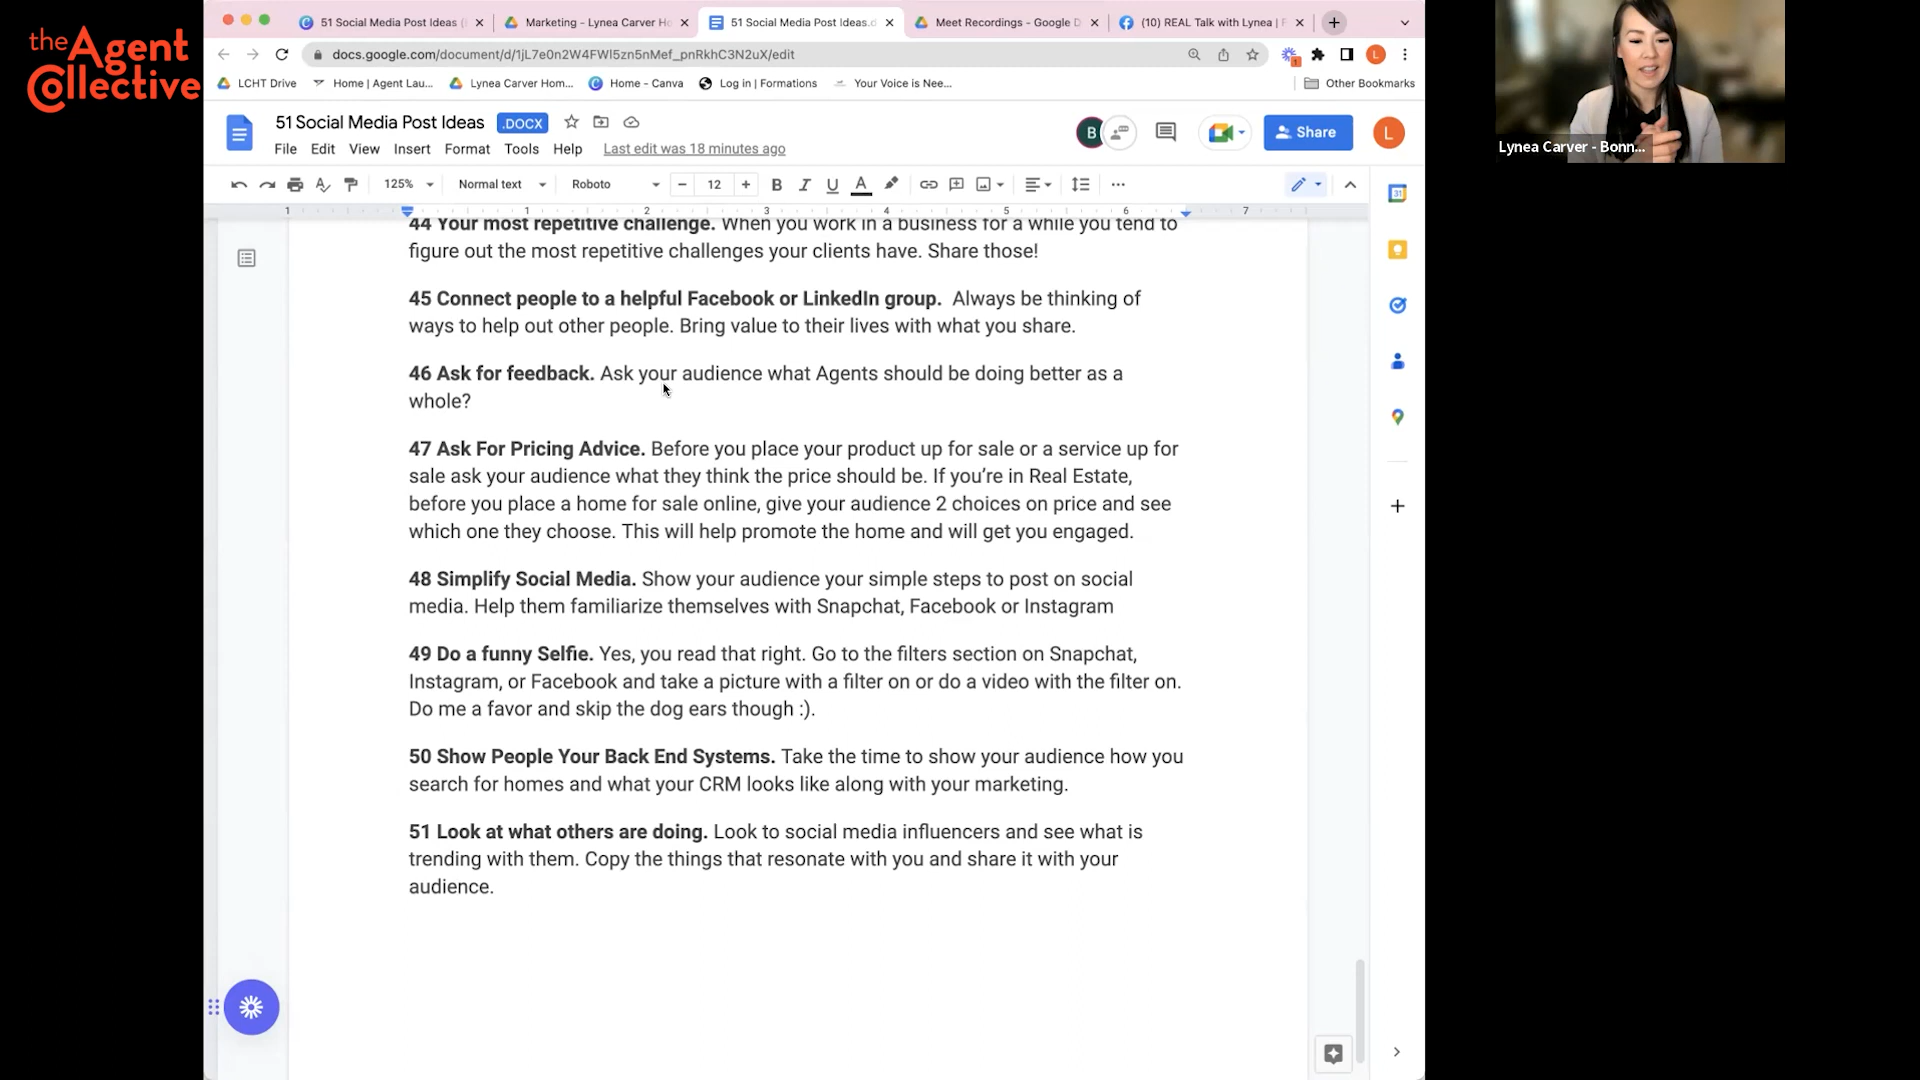 the Agent
Collective
51 Social Media Post Ideas (
Marketing - Lynea Carver Ho
51 Social Media Post Ideas.d
Meet Recordings - Google D
(10) REAL Talk with Lynea | F
docs.google.com/document/d/1jL7e0n2W4FWl5zn5nMef_pnRkhC3N2uX/edit
LCHT Drive
Home | Agent Lau...
Lynea Carver Hom...
Home - Canva
Log in | Formations
Your Voice is Nee...
Other Bookmarks
51 Social Media Post Ideas .DOCX
B
Share
L
File Edit View Insert Format Tools Help Last edit was 18 minutes ago
125% Normal text Roboto 12
1 1 2 3 4 5 6 7
44 Your most repetitive challenge. When you work in a business for a while you tend to
figure out the most repetitive challenges your clients have. Share those!
45 Connect people to a helpful Facebook or LinkedIn group. Always be thinking of
ways to help out other people. Bring value to their lives with what you share.
46 Ask for feedback. Ask your audience what Agents should be doing better as a
whole?
47 Ask For Pricing Advice. Before you place your product up for sale or a service up for
sale ask your audience what they think the price should be. If you’re in Real Estate,
before you place a home for sale online, give your audience 2 choices on price and see
which one they choose. This will help promote the home and will get you engaged.
48 Simplify Social Media. Show your audience your simple steps to post on social
media. Help them familiarize themselves with Snapchat, Facebook or Instagram
49 Do a funny Selfie. Yes, you read that right. Go to the filters section on Snapchat,
Instagram, or Facebook and take a picture with a filter on or do a video with the filter on.
Do me a favor and skip the dog ears though :).
50 Show People Your Back End Systems. Take the time to show your audience how you
search for homes and what your CRM looks like along with your marketing.
51 Look at what others are doing. Look to social media influencers and see what is
trending with them. Copy the things that resonate with you and share it with your
audience.
Lynea Carver - Bonn...